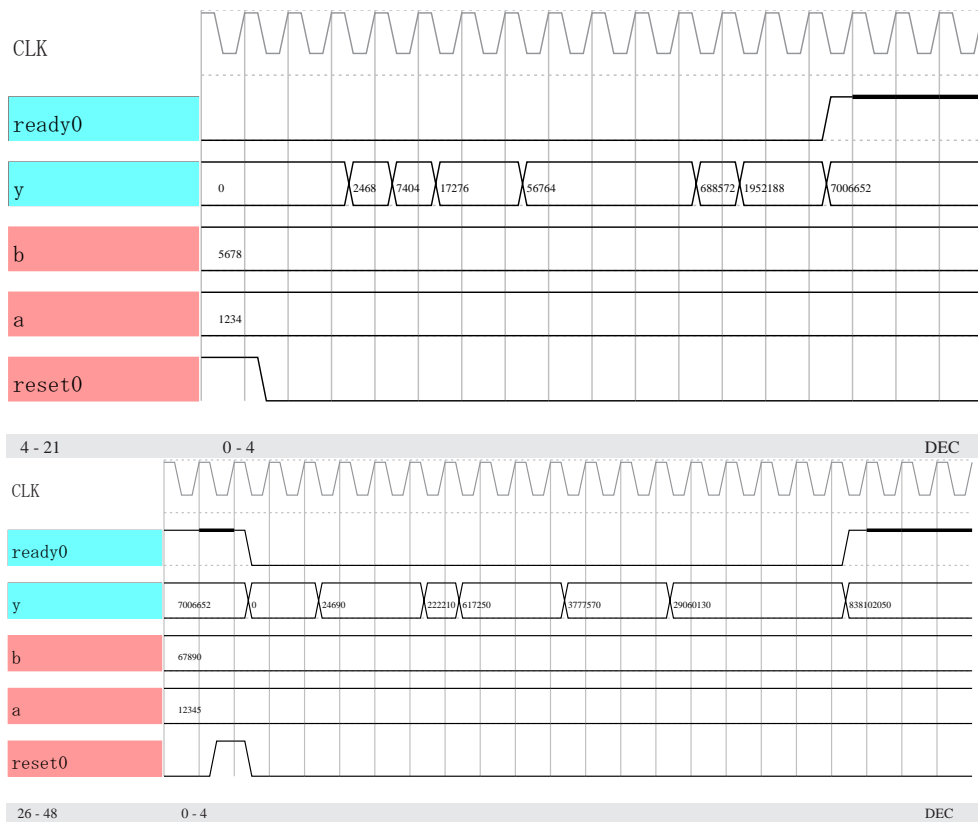 CLK
ready0
y 0 2468 7404 17276 56764 688572 1952188 7006652
b 5678
a 1234
reset0
4 - 21 0 - 4 DEC
CLK
ready0
y 7006652 0 24690 222210 617250 3777570 29060130 838102050
b 67890
a 12345
reset0
26 - 48 0 - 4 DEC